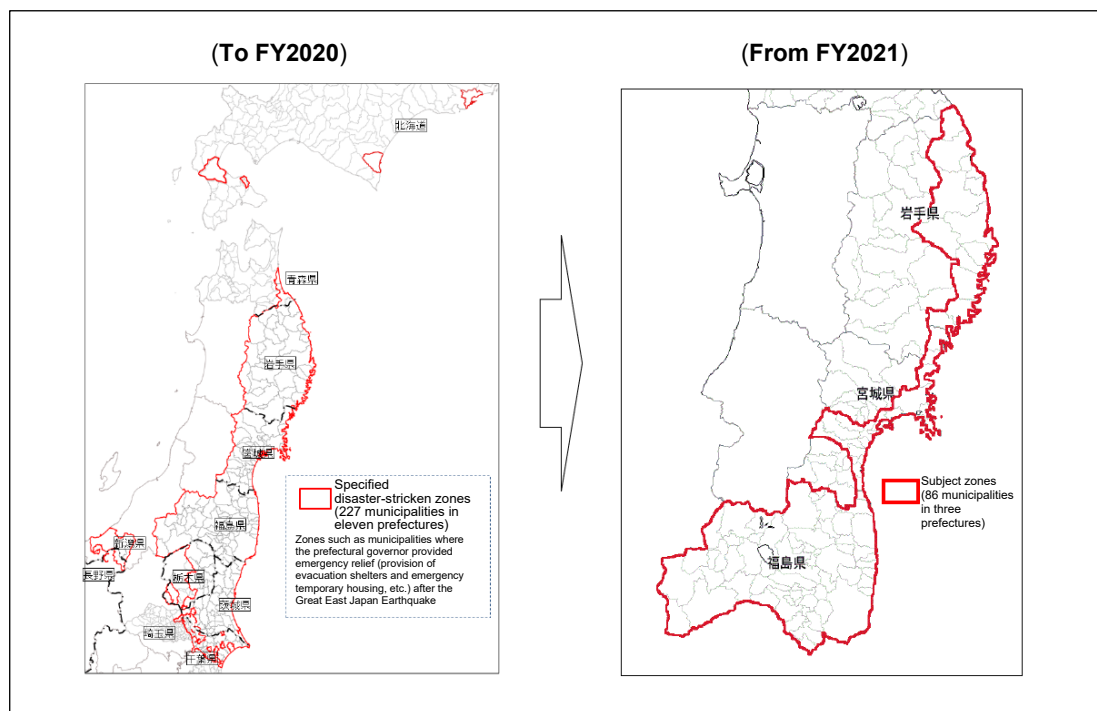 (To FY2020)
北海道
青森県
岩手県
宮城県
福島県
新潟県
長野県
栃木県
茨城県
埼玉県
千葉県
Specified
disaster-stricken zones
(227 municipalities in
eleven prefectures)
Zones such as municipalities where
the prefectural governor provided
emergency relief (provision of
evacuation shelters and emergency
temporary housing, etc.) after the
Great East Japan Earthquake
(From FY2021)
岩手県
宮城県
福島県
Subject zones
(86 municipalities
in three
prefectures)